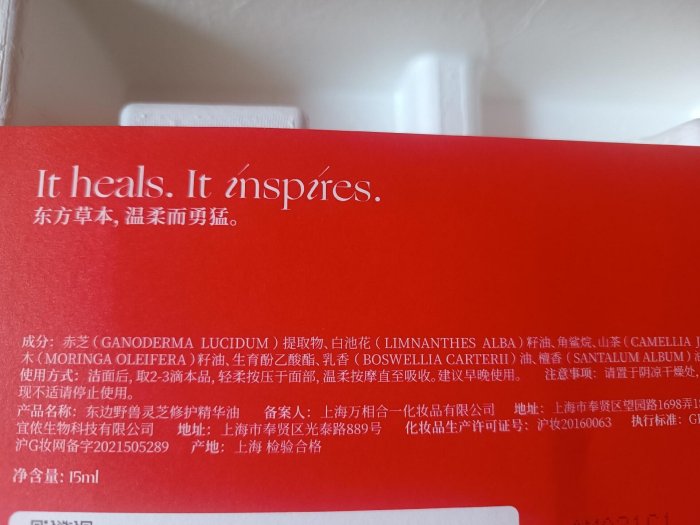 It heals. It inspires.
东方草本, 温柔而勇猛。
成分: 赤芝(GANODERMA LUCIDUM)提取物、白池花(LIMNANTHES ALBA)籽油、角鲨烷、山茶(CAMELLIA
木(MORINGA OLEIFERA)籽油、生育酚乙酸酯、乳香(BOSWELLIA CARTERII)油、檀香(SANTALUM ALBUM)
使用方式: 洁面后, 取2-3滴本品, 轻柔按压于面部, 温柔按摩直至吸收。建议早晚使用。 注意事项: 请置于阴凉干燥处,
现不适请停止使用。
产品名称: 东边野兽灵芝修护精华油 备案人: 上海万相合一化妆品有限公司 地址: 上海市奉贤区望园路1698弄1
宜侬生物科技有限公司 地址: 上海市奉贤区光泰路889号 化妆品生产许可证号: 沪妆20160063 执行标准:
沪G妆网备字2021505289 产地: 上海 检验合格
净含量: 15ml